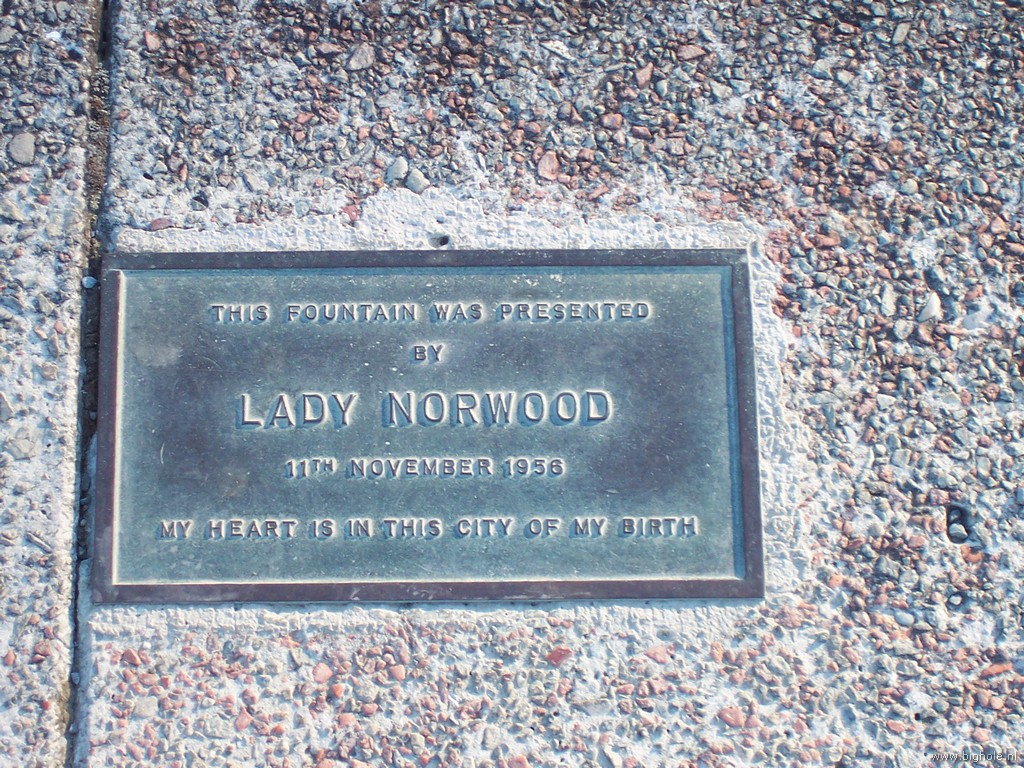 THIS FOUNTAIN WAS PRESENTED
BY
LADY NORWOOD
11TH NOVEMBER 1956
MY HEART IS IN THIS CITY OF MY BIRTH
www.bighole.nl